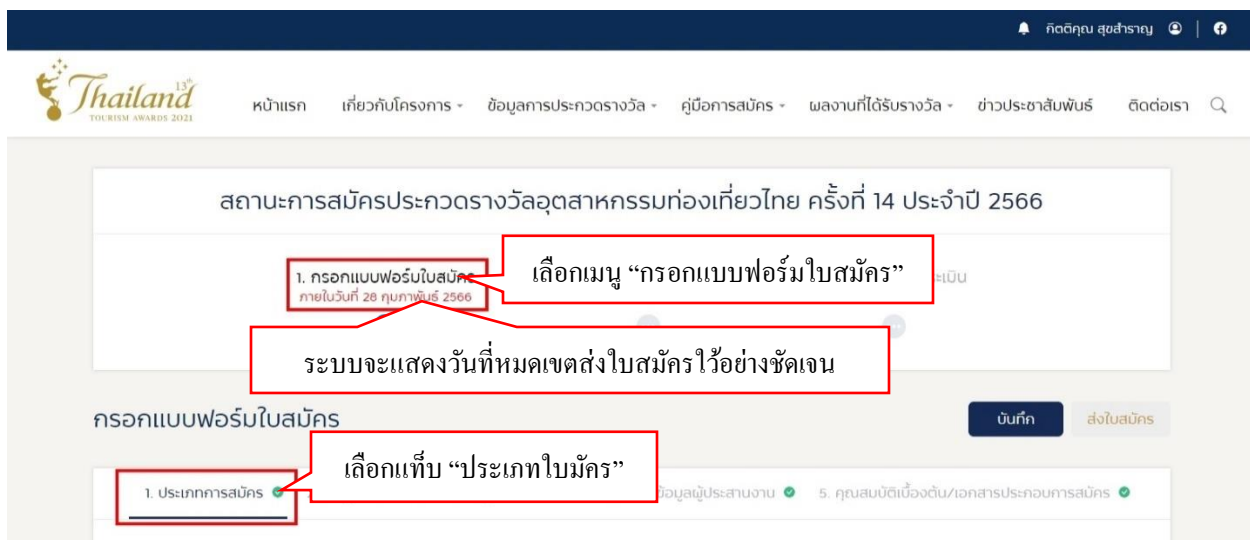 กิตติคุณ สุขสำราญ
Thailand 13th
TOURISM AWARDS 2021
หน้าแรก เกี่ยวกับโครงการ ข้อมูลการประกวดรางวัล คู่มือการสมัคร ผลงานที่ได้รับรางวัล ข่าวประชาสัมพันธ์ ติดต่อเรา
สถานะการสมัครประกวดรางวัลอุตสาหกรรมท่องเที่ยวไทย ครั้งที่ 14 ประจำปี 2566
1. กรอกแบบฟอร์มใบสมัคร
ภายในวันที่ 28 กุมภาพันธ์ 2566
เลือกเมนู “กรอกแบบฟอร์มใบสมัคร”
ระบบจะแสดงวันที่หมดเขตส่งใบสมัครไว้อย่างชัดเจน
กรอกแบบฟอร์มใบสมัคร
บันทึก ส่งใบสมัคร
เลือกแท็บ “ประเภทใบมัคร”
1. ประเภทการสมัคร ข้อมูลผู้ประสานงาน 5. คุณสมบัติเบื้องต้น/เอกสารประกอบการสมัคร